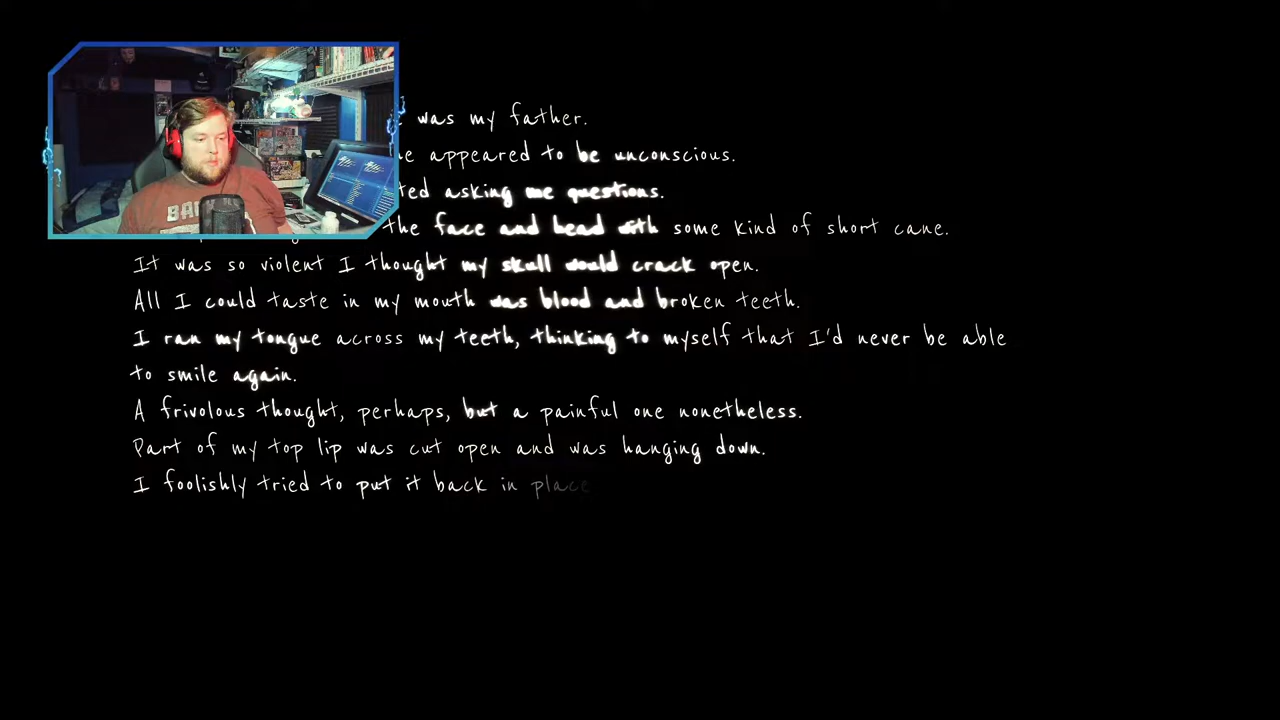 was my father.
he appeared to be unconscious.
asking me questions.
the face and head with some kind of short cane.
It was so violent I thought my skull would crack open.
All I could taste in my mouth was blood and broken teeth.
I ran my tongue across my teeth, thinking to myself that I'd never be able
to smile again.
A frivolous thought, perhaps, but a painful one nonetheless.
Part of my top lip was cut open and was hanging down.
I foolishly tried to put it back in place